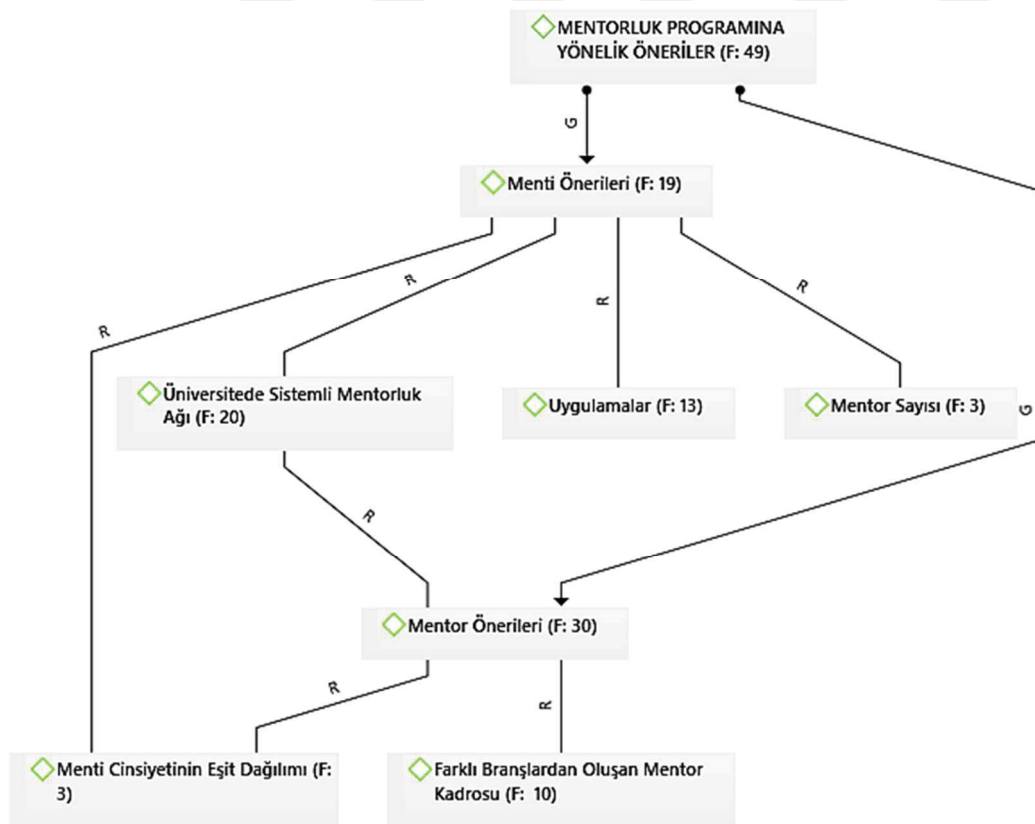 MENTORLUK PROGRAMINA
YÖNELİK ÖNERİLER (F: 49)
G
Menti Önerileri (F: 19)
R
R
R
R
Üniversitede Sistemli Mentorluk
Ağı (F: 20)
Uygulamalar (F: 13)
Mentor Sayısı (F: 3)
G
R
Mentor Önerileri (F: 30)
R
R
Menti Cinsiyetinin Eşit Dağılımı (F:
3)
Farklı Branşlardan Oluşan Mentor
Kadrosu (F: 10)